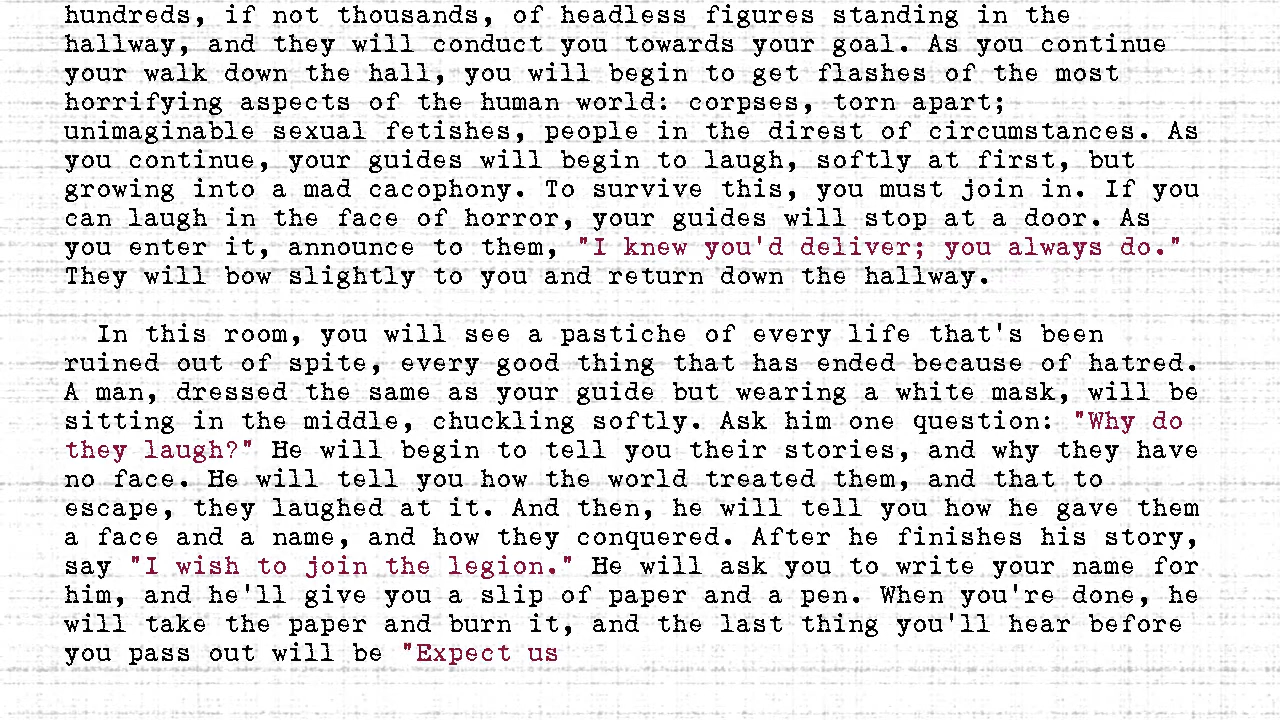 hundreds, if not thousands, of headless figures standing in the
hallway, and they will conduct you towards your goal. As you continue
your walk down the hall, you will begin to get flashes of the most
horrifying aspects of the human world: corpses, torn apart;
unimaginable sexual fetishes, people in the direst of circumstances. As
you continue, your guides will begin to laugh, softly at first, but
growing into a mad cacophony. To survive this, you must join in. If you
can laugh in the face of horror, your guides will stop at a door. As
you enter it, announce to them, "I knew you'd deliver; you always do."
They will bow slightly to you and return down the hallway.
In this room, you will see a pastiche of every life that's been
ruined out of spite, every good thing that has ended because of hatred.
A man, dressed the same as your guide but wearing a white mask, will be
sitting in the middle, chuckling softly. Ask him one question: "Why do
they laugh?" He will begin to tell you their stories, and why they have
no face. He will tell you how the world treated them, and that to
escape, they laughed at it. And then, he will tell you how he gave them
a face and a name, and how they conquered. After he finishes his story,
say "I wish to join the legion." He will ask you to write your name for
him, and he'll give you a slip of paper and a pen. When you're done, he
will take the paper and burn it, and the last thing you'll hear before
you pass out will be "Expect us